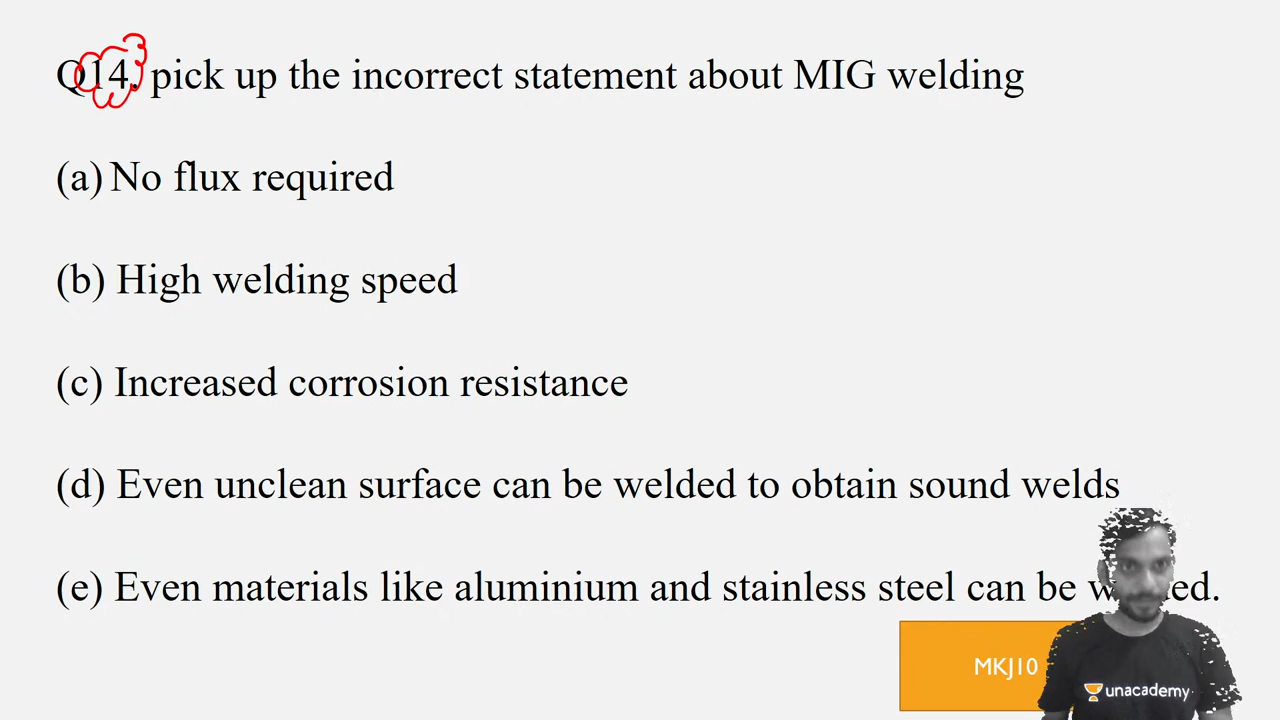 Q14. pick up the incorrect statement about MIG welding
(a) No flux required
(b) High welding speed
(c) Increased corrosion resistance
(d) Even unclean surface can be welded to obtain sound welds
(e) Even materials like aluminium and stainless steel can be
MKJ10
unacademy